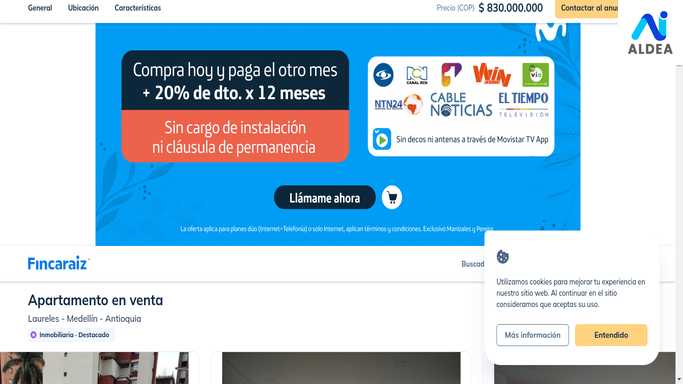 General Ubicación Características Precio (COP) $ 830.000.000
ALDEA
Compra hoy y paga el otro mes
+ 20% de dto. x 12 meses
Sin cargo de instalación
ni cláusula de permanencia
RCN
1
WIN
NTN24
CABLE
NOTICIAS
EL TIEMPO
TELEVISIÓN
Sin decos ni antenas a través de Movistar TV App
Llámame ahora
La oferta aplica para planes dúo (Internet+Telefonía) o solo Internet, aplican términos y condiciones. Exclusivo Manizales y Pereira
Fincaraiz
Apartamento en venta
Laureles - Medellín - Antioquia
Inmobiliaria - Destacado
Utilizamos cookies para mejorar tu experiencia en
nuestro sitio web. Al continuar en el sitio
consideramos que aceptas su uso.
Más información
Entendido